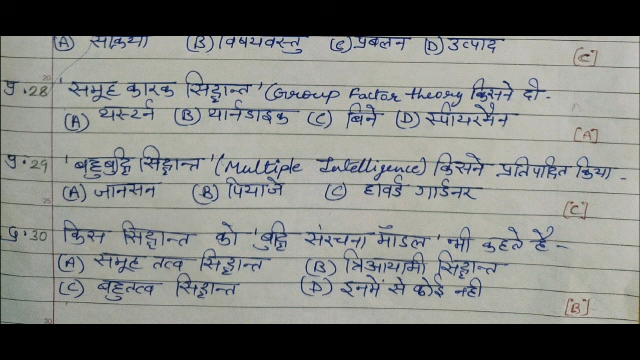 (A) सक्रिया (B) विषयवस्तु (C) प्रबलन (D) उत्पाद
[C]
प्र.28 'समूह कारक सिद्धान्त' (Group Factor theory) किसने दी-
(A) थर्स्टर्न (B) थार्नडाइक (C) बिने (D) स्पीयरमैन
[A]
प्र.29 'बहुबुद्धि सिद्धान्त' (Multiple Intelligence) किसने प्रतिपादित किया-
(A) जानसन (B) पियाजे (C) हावर्ड गार्डनर
[C]
प्र.30 किस सिद्धान्त को 'बुद्धि संरचना मॉडल' भी कहते है-
(A) समूह तत्व सिद्धान्त (B) त्रिआयामी सिद्धान्त
(C) बहुतत्व सिद्धान्त (D) इनमें से कोई नही
[B]